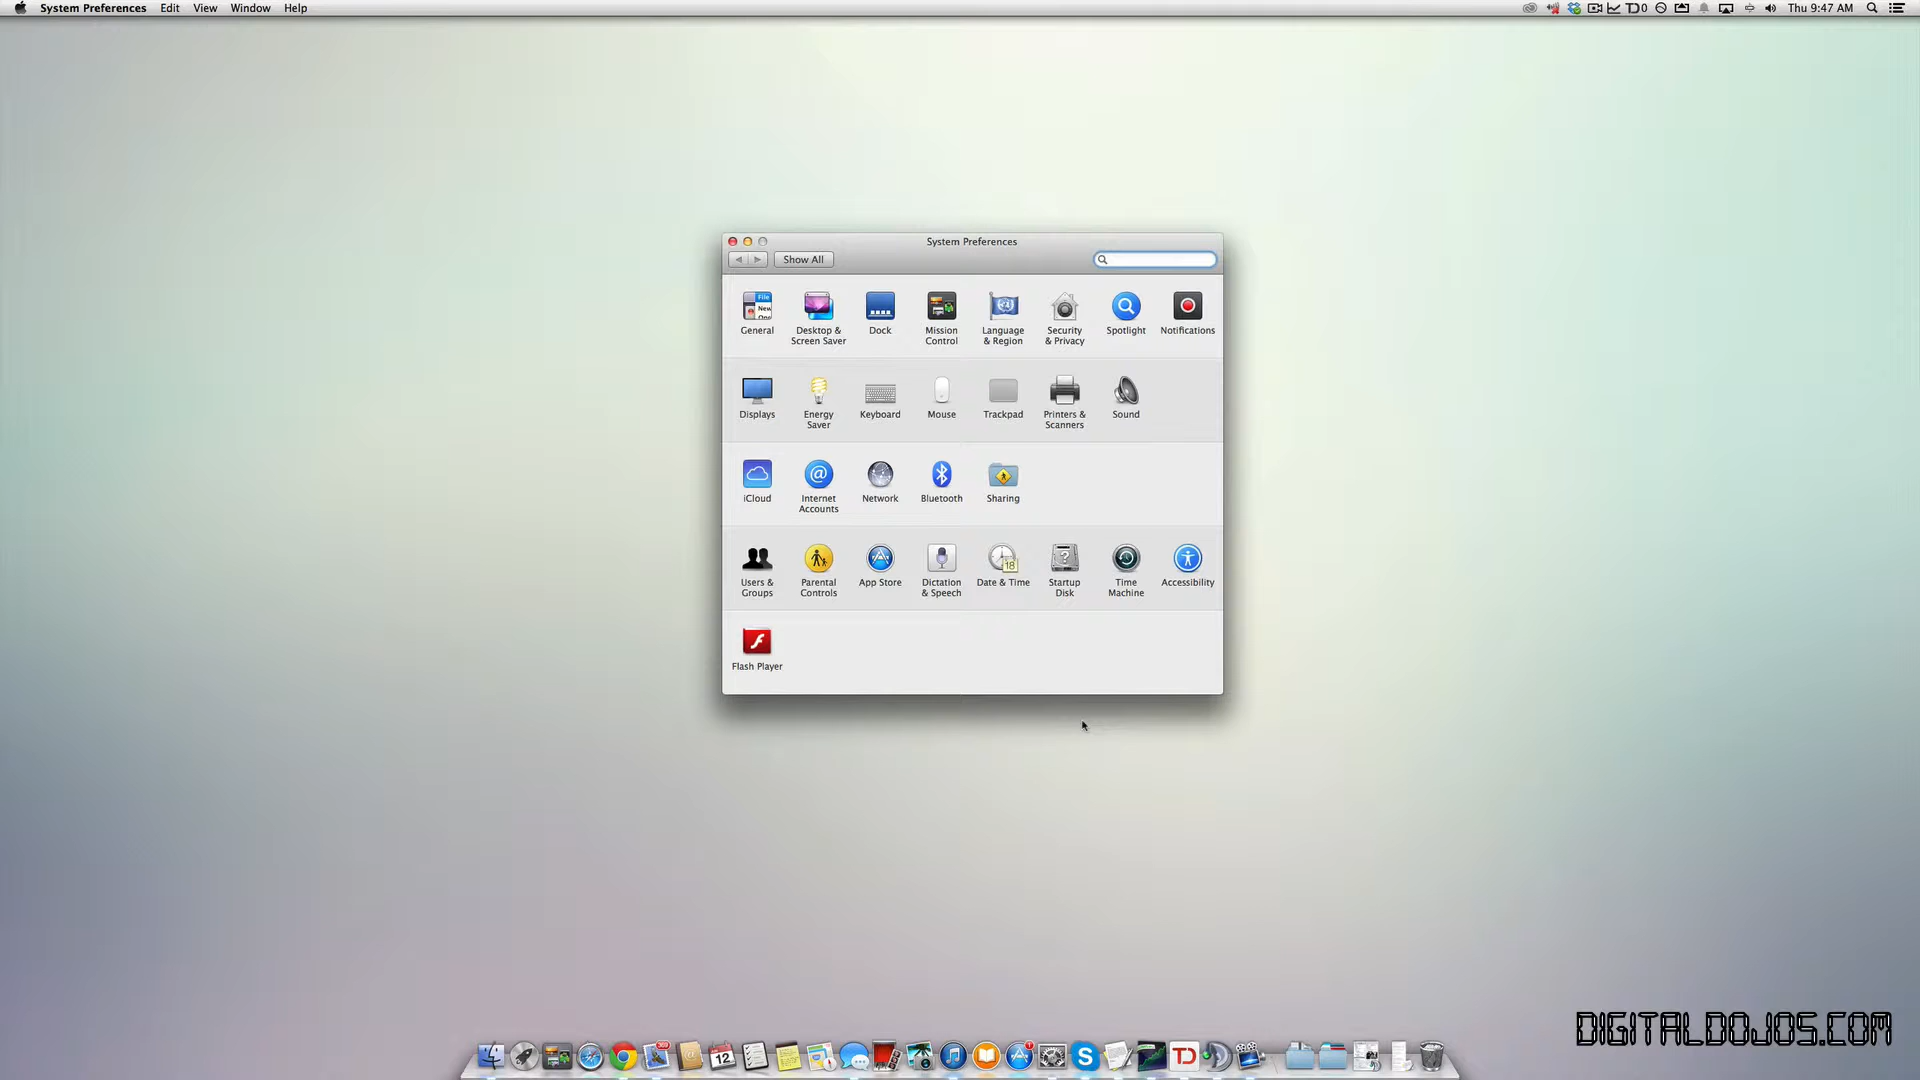 System Preferences Edit View Window Help
0 Thu 9:47 AM
System Preferences
Show All
General
Desktop & Screen Saver
Dock
Mission Control
Language & Region
Security & Privacy
Spotlight
Notifications
Displays
Energy Saver
Keyboard
Mouse
Trackpad
Printers & Scanners
Sound
iCloud
Internet Accounts
Network
Bluetooth
Sharing
Users & Groups
Parental Controls
App Store
Dictation & Speech
Date & Time
Startup Disk
Time Machine
Accessibility
Flash Player
DIGITALDOJOS.COM
12
TD